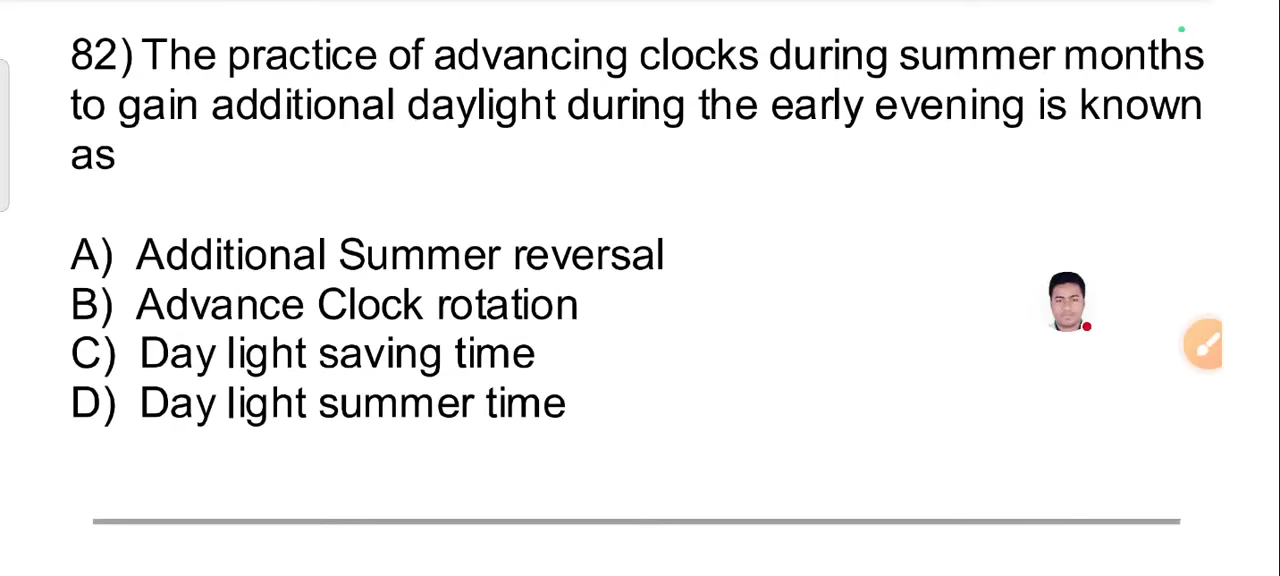 82) The practice of advancing clocks during summer months
to gain additional daylight during the early evening is known
as
A) Additional Summer reversal
B) Advance Clock rotation
C) Day light saving time
D) Day light summer time